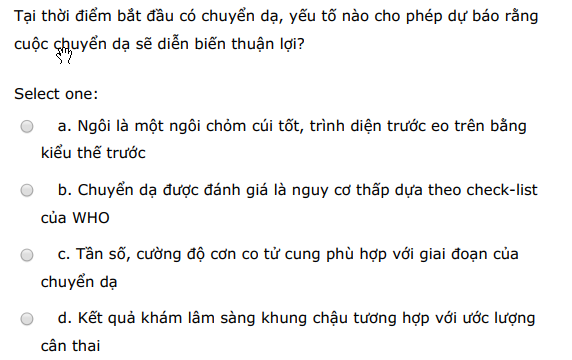 Tại thời điểm bắt đầu có chuyển dạ, yếu tố nào cho phép dự báo rằng
cuộc chuyển dạ sẽ diễn biến thuận lợi?
Select one:
a. Ngôi là một ngôi chỏm cúi tốt, trình diện trước eo trên bằng
kiểu thế trước
b. Chuyển dạ được đánh giá là nguy cơ thấp dựa theo check-list
của WHO
c. Tần số, cường độ cơn co tử cung phù hợp với giai đoạn của
chuyển dạ
d. Kết quả khám lâm sàng khung chậu tương hợp với ước lượng
cân thai